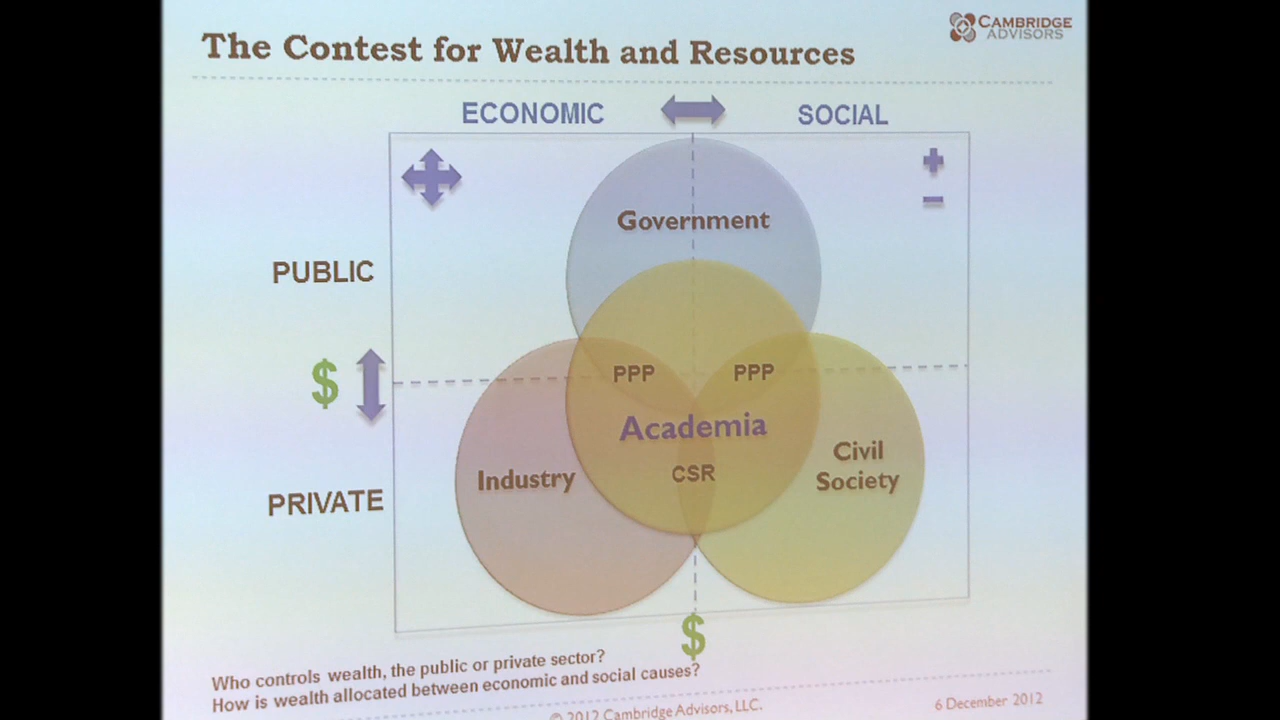 CAMBRIDGE
ADVISORS
The Contest for Wealth and Resources
ECONOMIC
SOCIAL
+
−
Government
PUBLIC
$
PPP
PPP
Academia
CSR
Industry
Civil
Society
PRIVATE
$
Who controls wealth, the public or private sector?
How is wealth allocated between economic and social causes?
© 2012 Cambridge Advisors, LLC.
6 December 2012